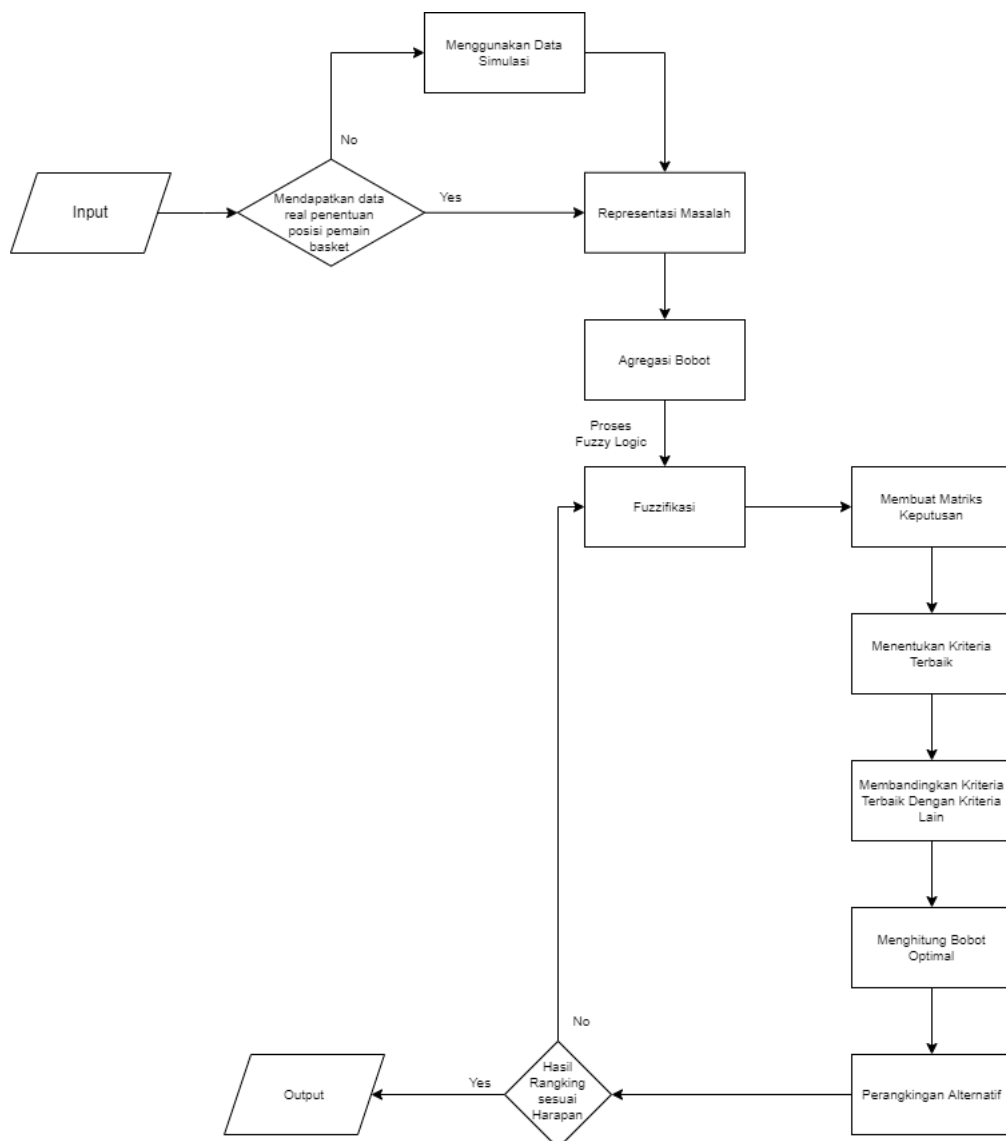 Menggunakan Data
Simulasi
No
Input
Mendapatkan data
real penentuan
posisi pemain
basket
Yes
Representasi Masalah
Agregasi Bobot
Proses
Fuzzy Logic
Fuzzifikasi
Membuat Matriks
Keputusan
Menentukan Kriteria
Terbaik
Membandingkan Kriteria
Terbaik Dengan Kriteria
Lain
Menghitung Bobot
Optimal
Perangkingan Alternatif
No
Hasil
Rangking
sesuai
Harapan
Yes
Output